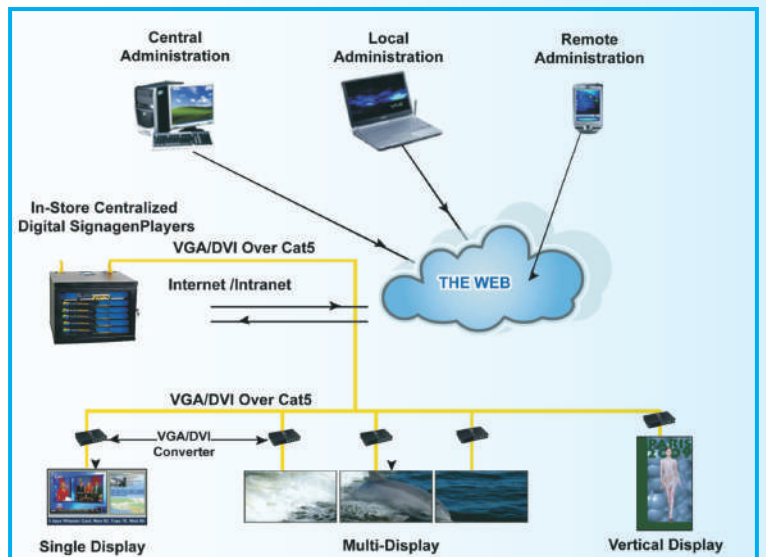 Central
Administration
Local
Administration
Remote
Administration
In-Store Centralized
Digital SignagenPlayers
VGA/DVI Over Cat5
Internet /Intranet
THE WEB
VGA/DVI Over Cat5
VGA/DVI
Converter
PARIS
2009
Single Display
Multi-Display
Vertical Display